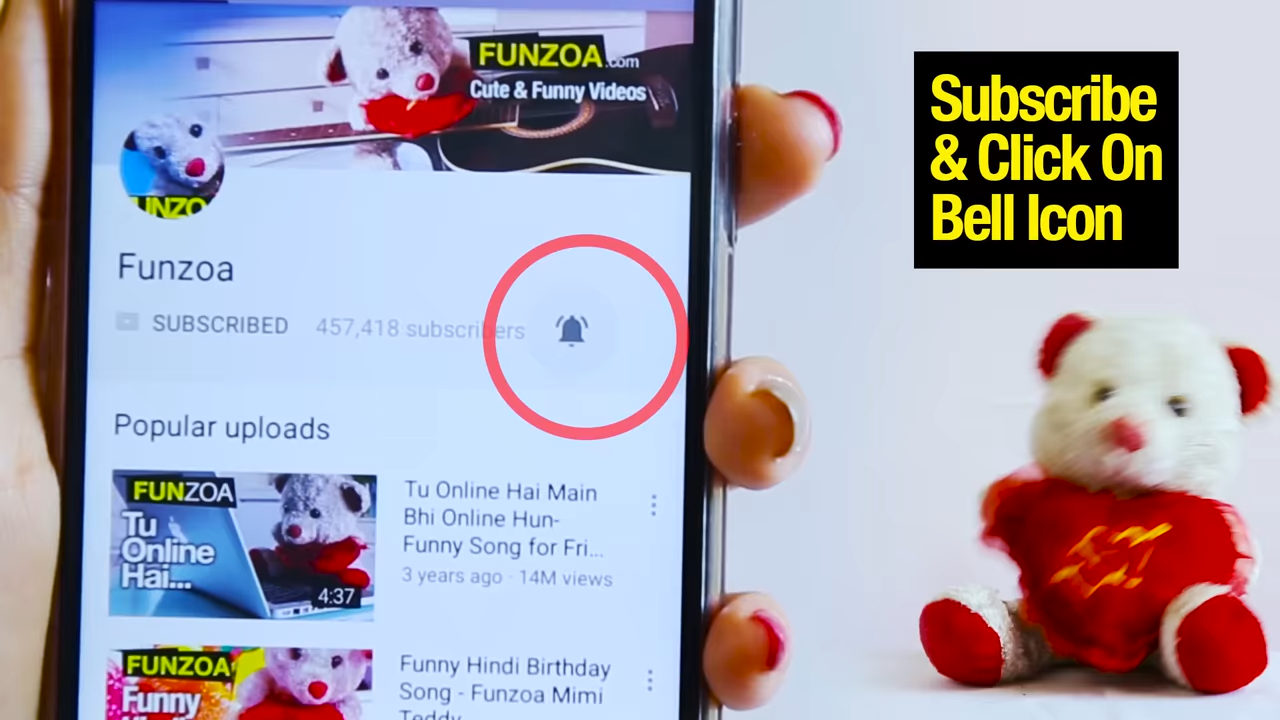 FUNZOA.com
Cute & Funny Videos
UNZO
Funzoa
SUBSCRIBED 457,418 subscribers
Popular uploads
FUNZOA
Tu
Online
Hai...
4:37
Tu Online Hai Main
Bhi Online Hun-
Funny Song for Fri...
3 years ago · 14M views
FUNZOA
Funny
Funny Hindi Birthday
Song - Funzoa Mimi
Teddy
Subscribe
& Click On
Bell Icon